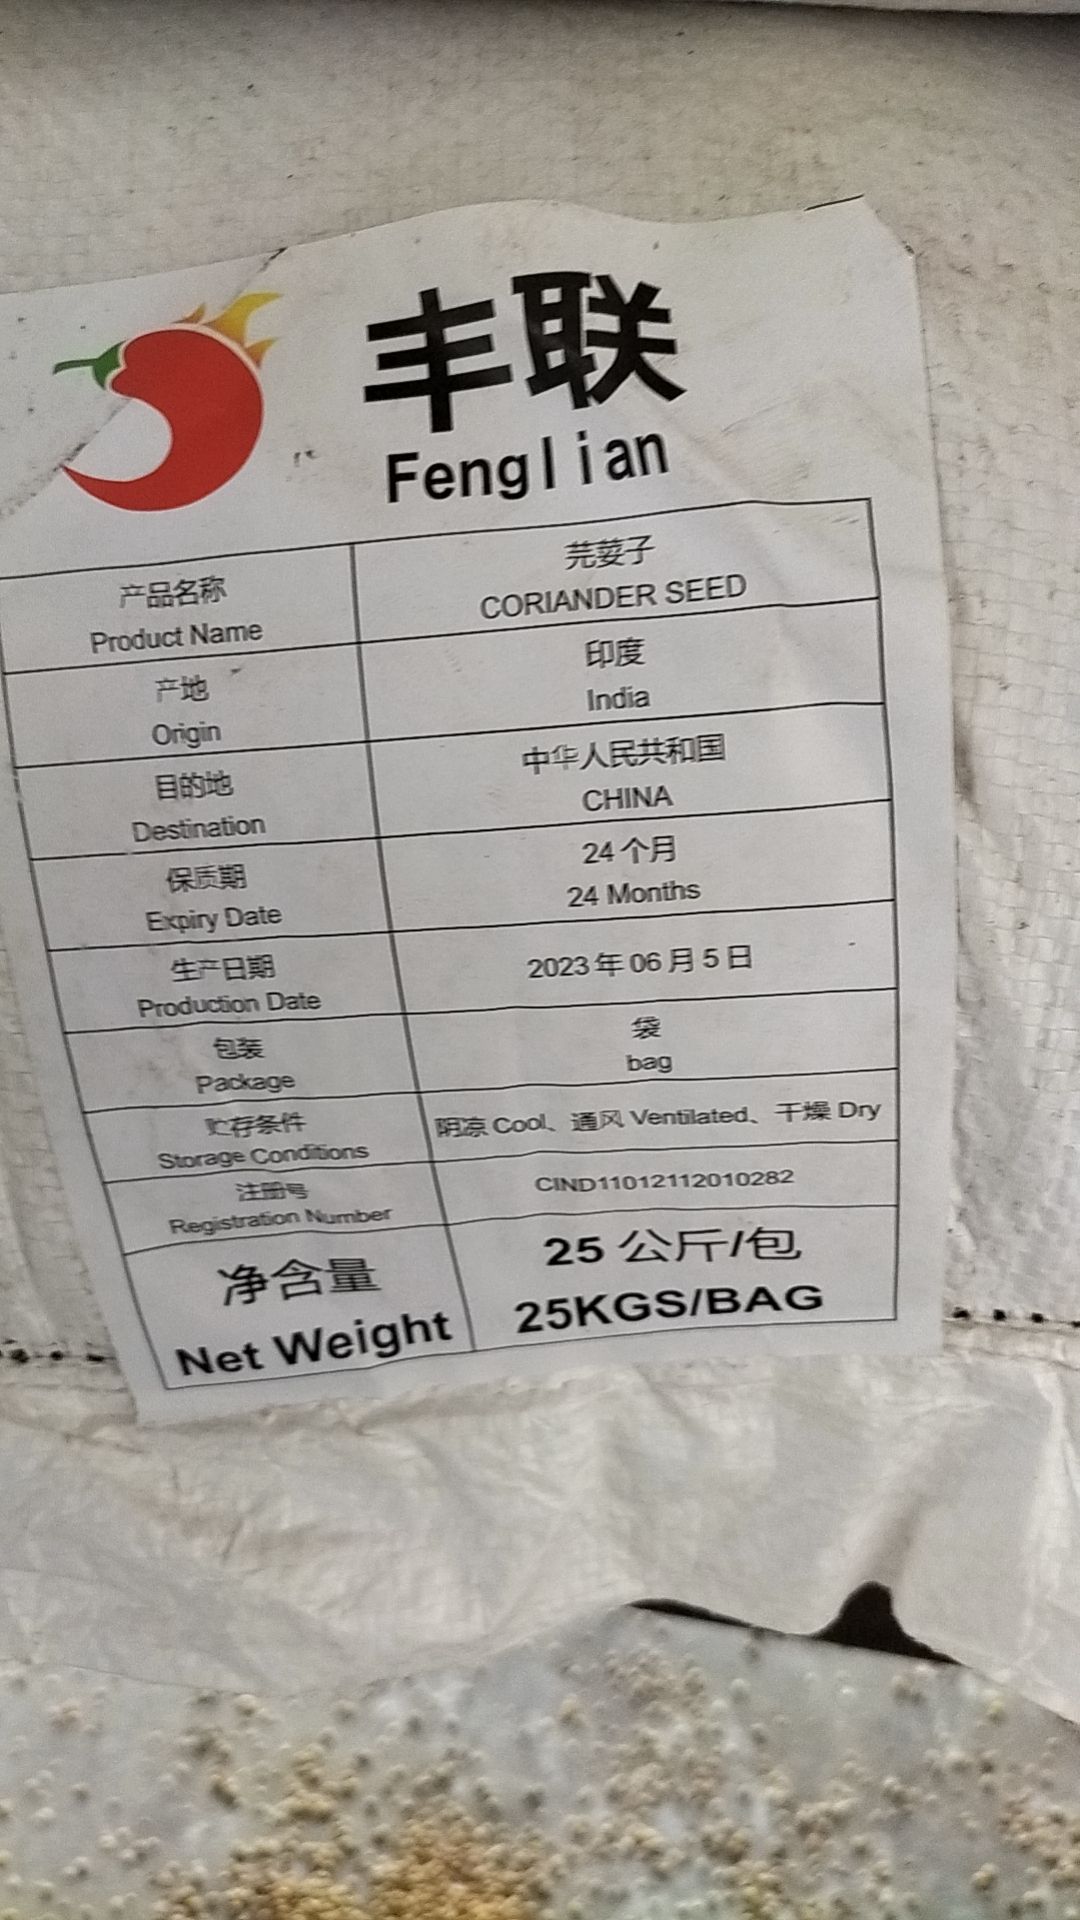 丰联
Fenglian
产品名称
Product Name
芫荽子
CORIANDER SEED
产地
Origin
印度
India
目的地
Destination
中华人民共和国
CHINA
保质期
Expiry Date
24个月
24 Months
生产日期
Production Date
2023年06月5日
包装
Package
袋
bag
贮存条件
Storage Conditions
阴凉 Cool、通风 Ventilated、干燥 Dry
注册号
Registration Number
CIND11012112010282
净含量
Net Weight
25 公斤/包
25KGS/BAG